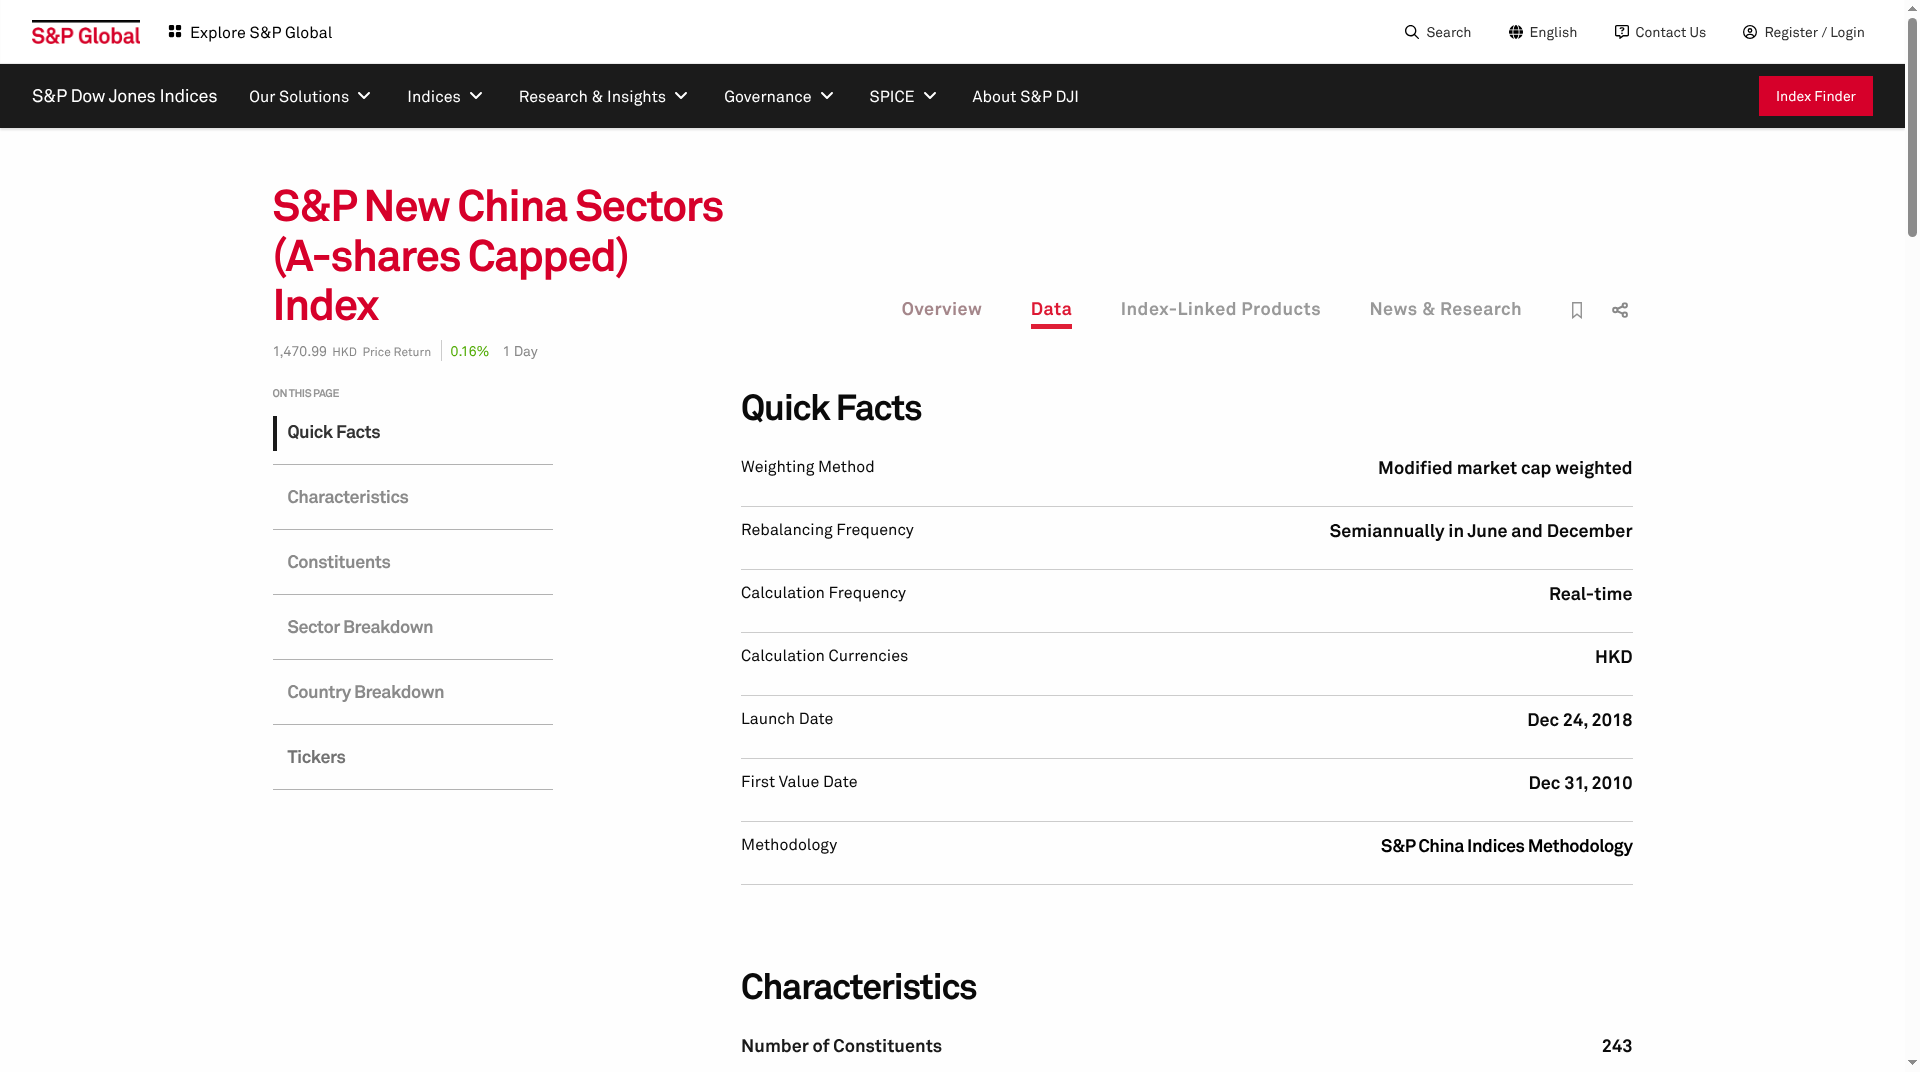 S&P Global
Explore S&P Global
Search
English
Contact Us
Register / Login
S&P Dow Jones Indices
Our Solutions
Indices
Research & Insights
Governance
SPICE
About S&P DJI
Index Finder
S&P New China Sectors
(A-shares Capped)
Index
1,470.99 HKD Price Return 0.16% 1 Day
Overview
Data
Index-Linked Products
News & Research
ON THIS PAGE
Quick Facts
Characteristics
Constituents
Sector Breakdown
Country Breakdown
Tickers
Quick Facts
Weighting Method Modified market cap weighted
Rebalancing Frequency Semiannually in June and December
Calculation Frequency Real-time
Calculation Currencies HKD
Launch Date Dec 24, 2018
First Value Date Dec 31, 2010
Methodology S&P China Indices Methodology
Characteristics
Number of Constituents 243